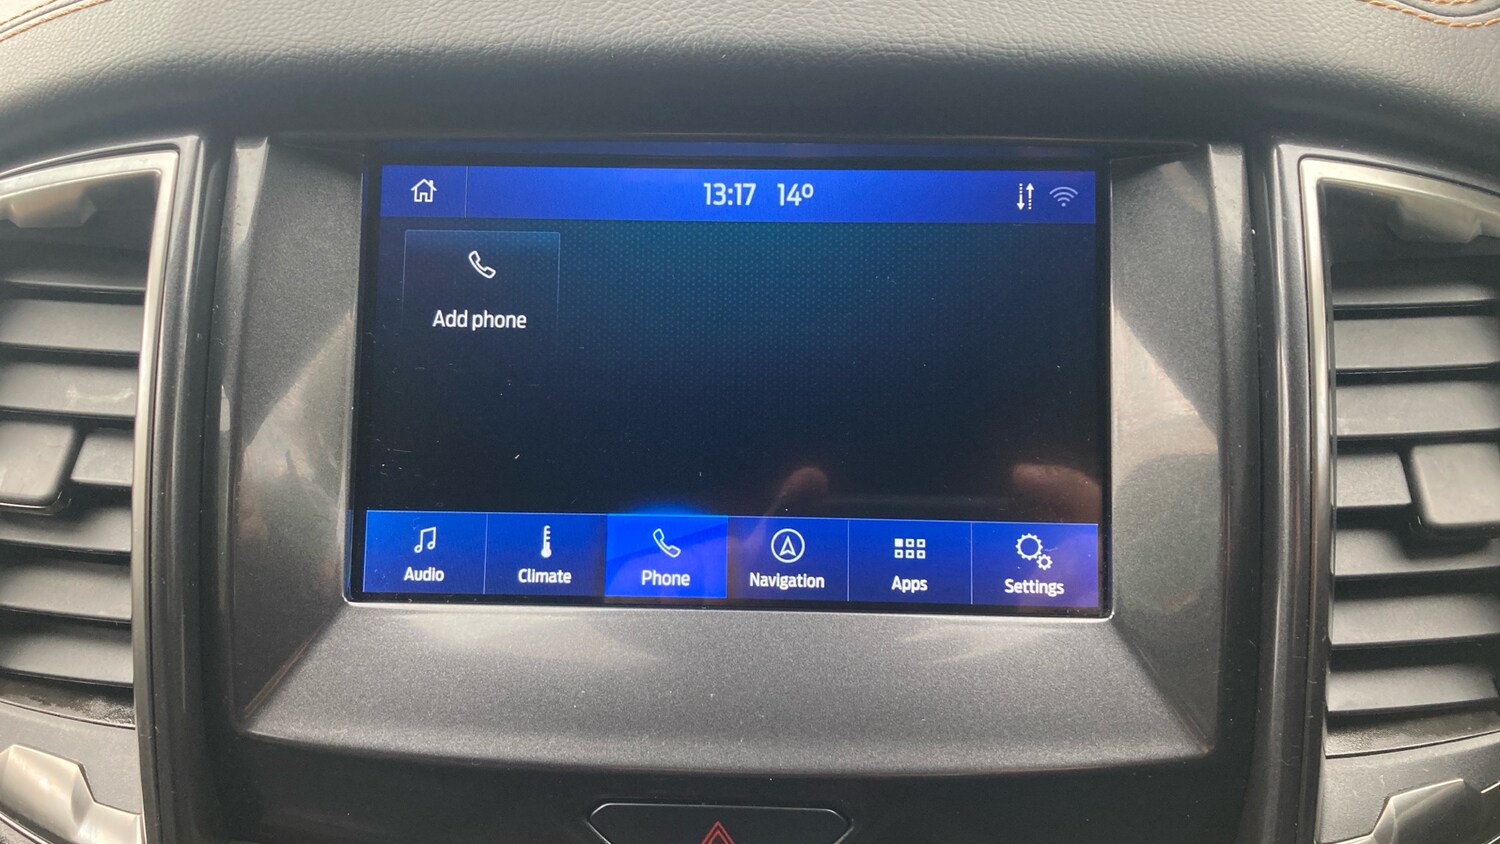 13:17 14º
Add phone
Audio
Climate
Phone
Navigation
Apps
Settings